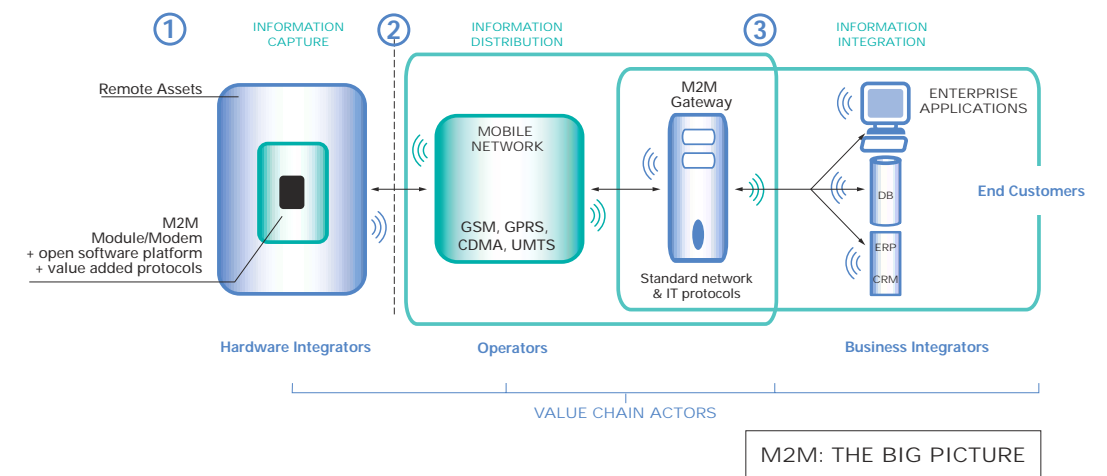 1
INFORMATION
CAPTURE
2
INFORMATION
DISTRIBUTION
3
INFORMATION
INTEGRATION
Remote Assets
M2M
Module/Modem
+ open software platform
+ value added protocols
MOBILE
NETWORK
GSM, GPRS,
CDMA, UMTS
M2M
Gateway
Standard network
& IT protocols
ENTERPRISE
APPLICATIONS
DB
ERP
CRM
End Customers
Hardware Integrators
Operators
Business Integrators
VALUE CHAIN ACTORS
M2M: THE BIG PICTURE